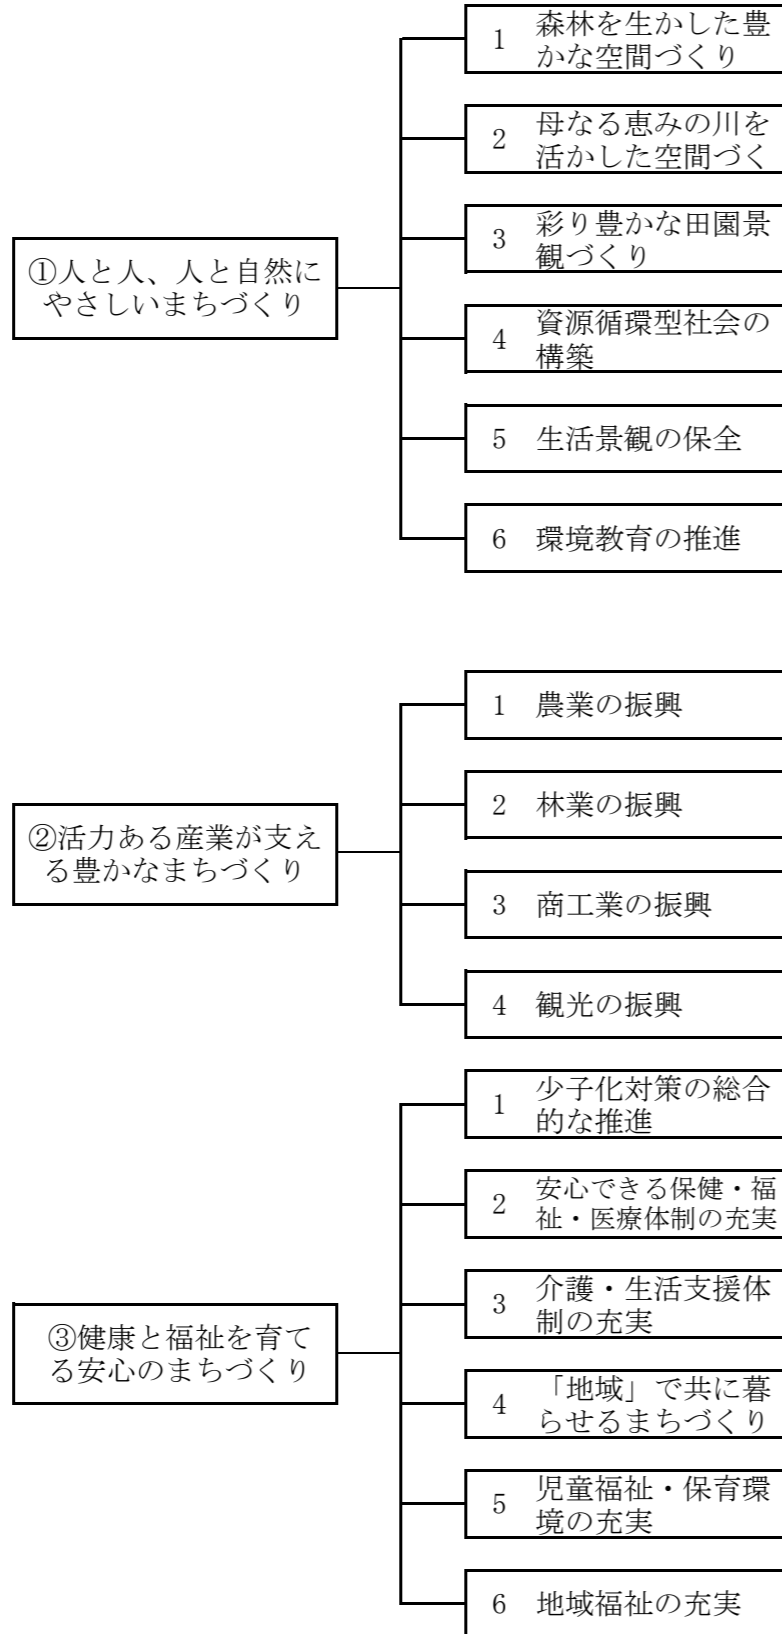 ①人と人、人と自然に
やさしいまちづくり
1 森林を生かした豊
かな空間づくり
2 母なる恵みの川を
活かした空間づく
3 彩り豊かな田園景
観づくり
4 資源循環型社会の
構築
5 生活景観の保全
6 環境教育の推進
②活力ある産業が支え
る豊かなまちづくり
1 農業の振興
2 林業の振興
3 商工業の振興
4 観光の振興
③健康と福祉を育て
る安心のまちづくり
1 少子化対策の総合
的な推進
2 安心できる保健・福
祉・医療体制の充実
3 介護・生活支援体
制の充実
4 「地域」で共に暮
らせるまちづくり
5 児童福祉・保育環
境の充実
6 地域福祉の充実